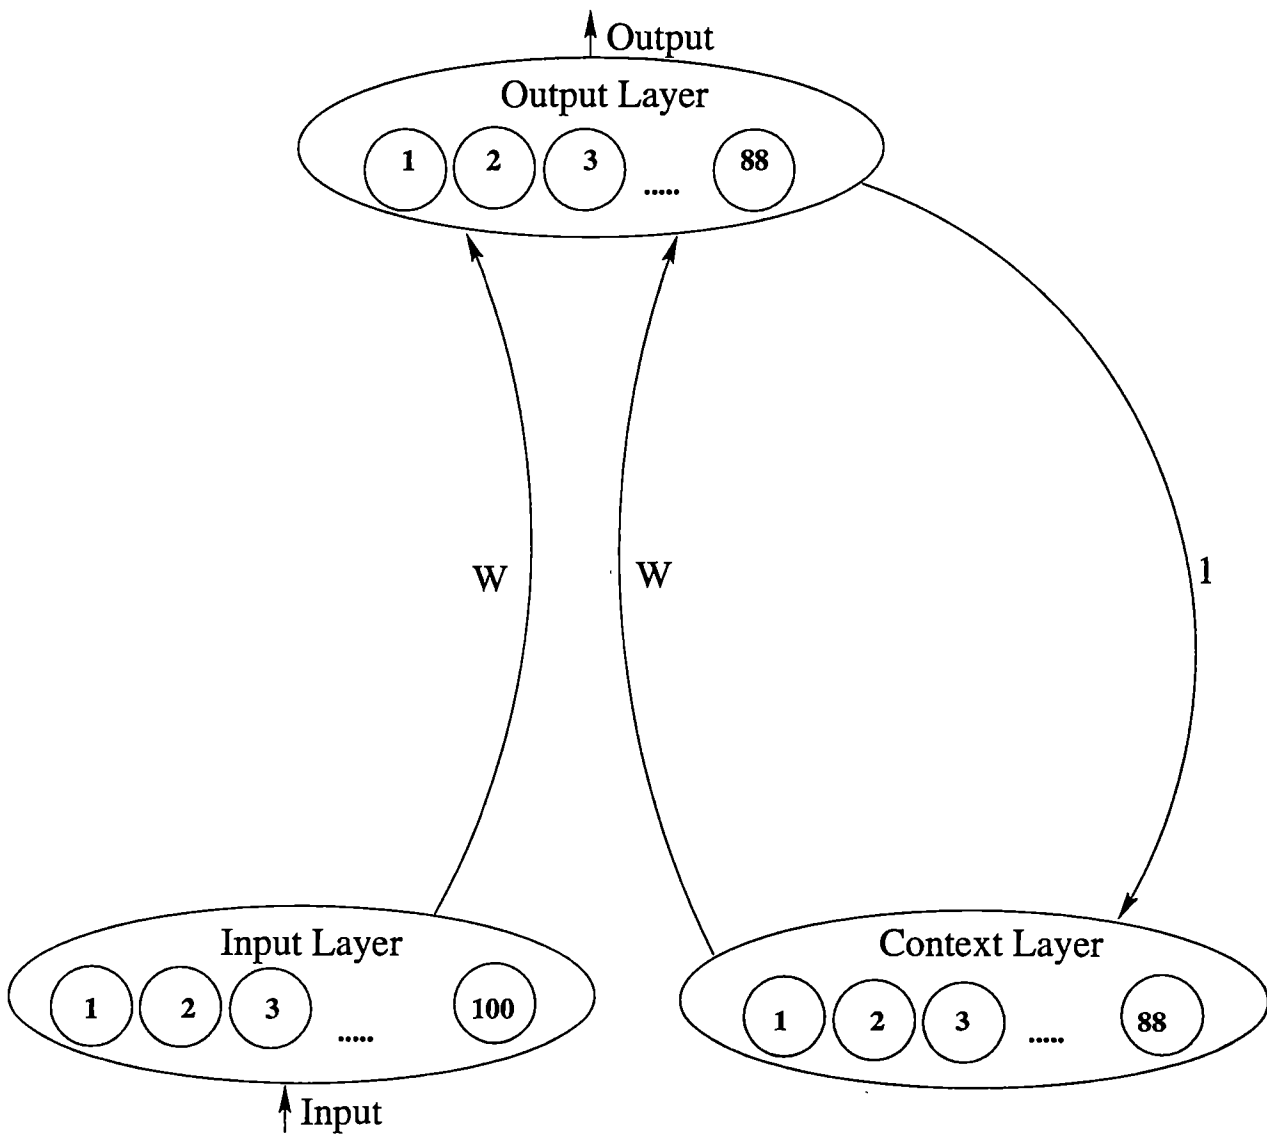 Output
Output Layer
1 2 3 ..... 88
W W 1
Input Layer Context Layer
1 2 3 ..... 100 1 2 3 ..... 88
Input